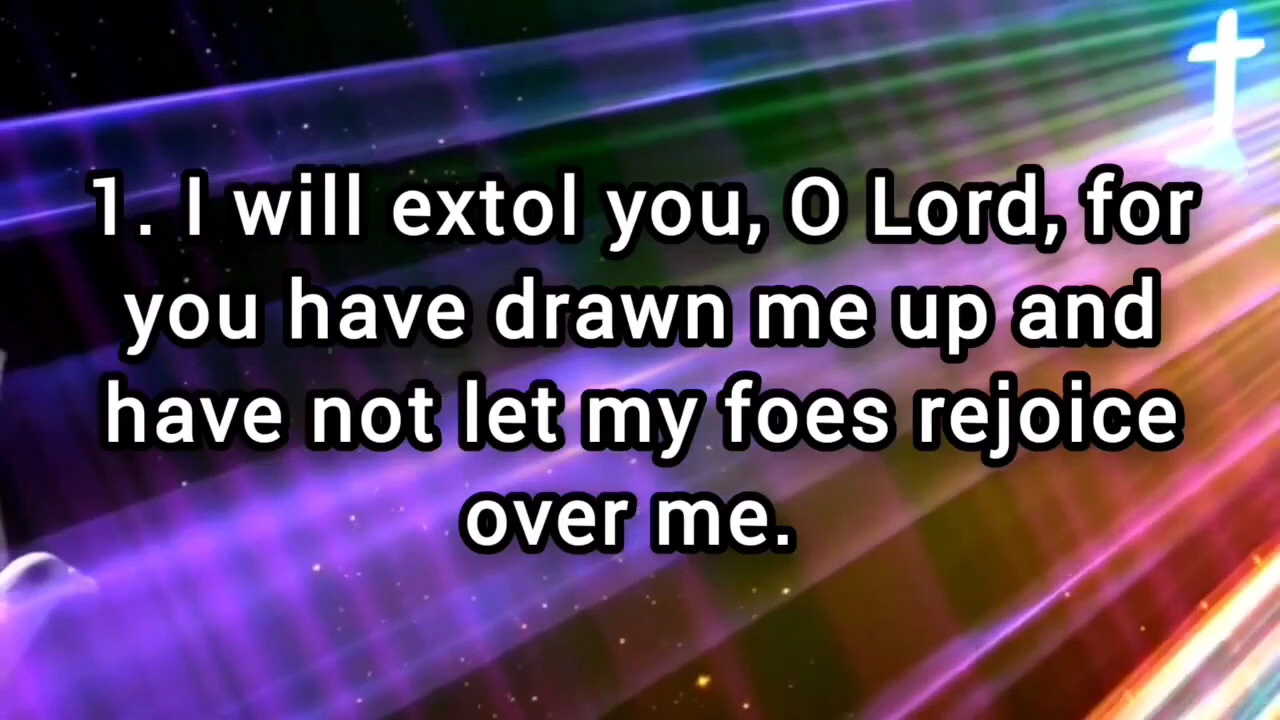 1. I will extol you, O Lord, for
you have drawn me up and
have not let my foes rejoice
over me.